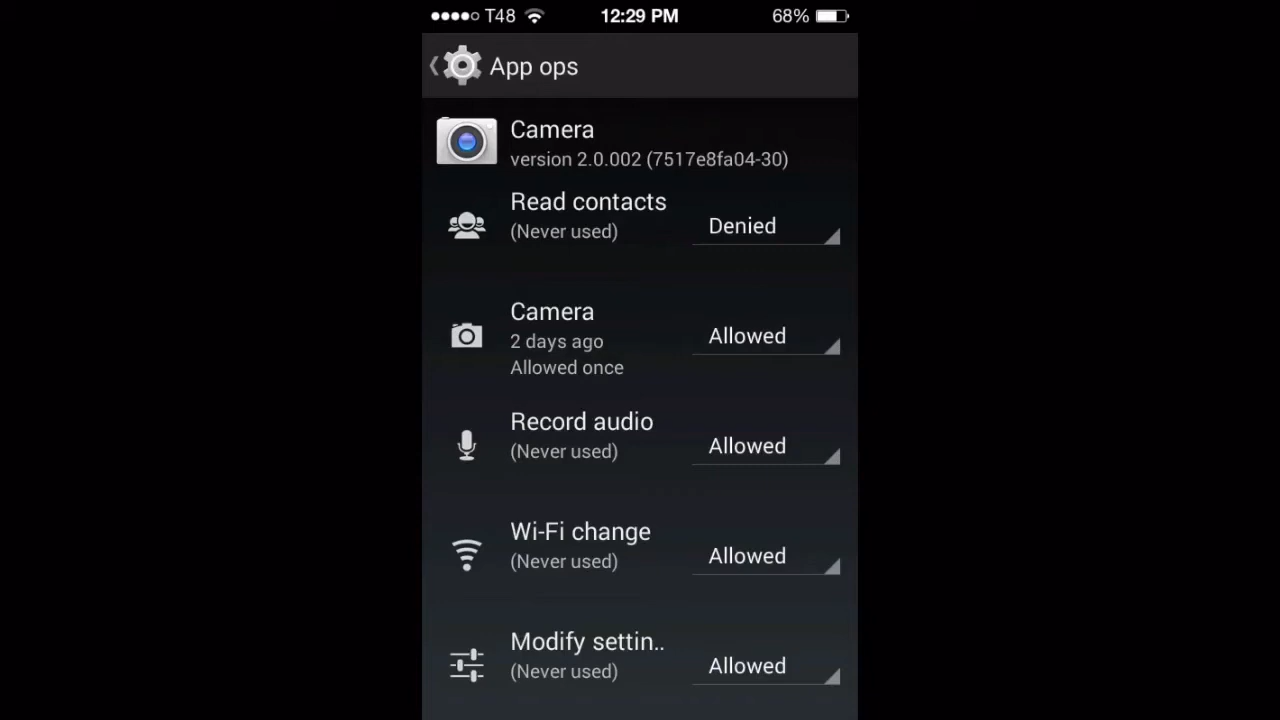 T48 12:29 PM 68%
App ops
Camera
version 2.0.002 (7517e8fa04-30)
Read contacts
(Never used)
Denied
Camera
2 days ago
Allowed once
Allowed
Record audio
(Never used)
Allowed
Wi-Fi change
(Never used)
Allowed
Modify settin..
(Never used)
Allowed